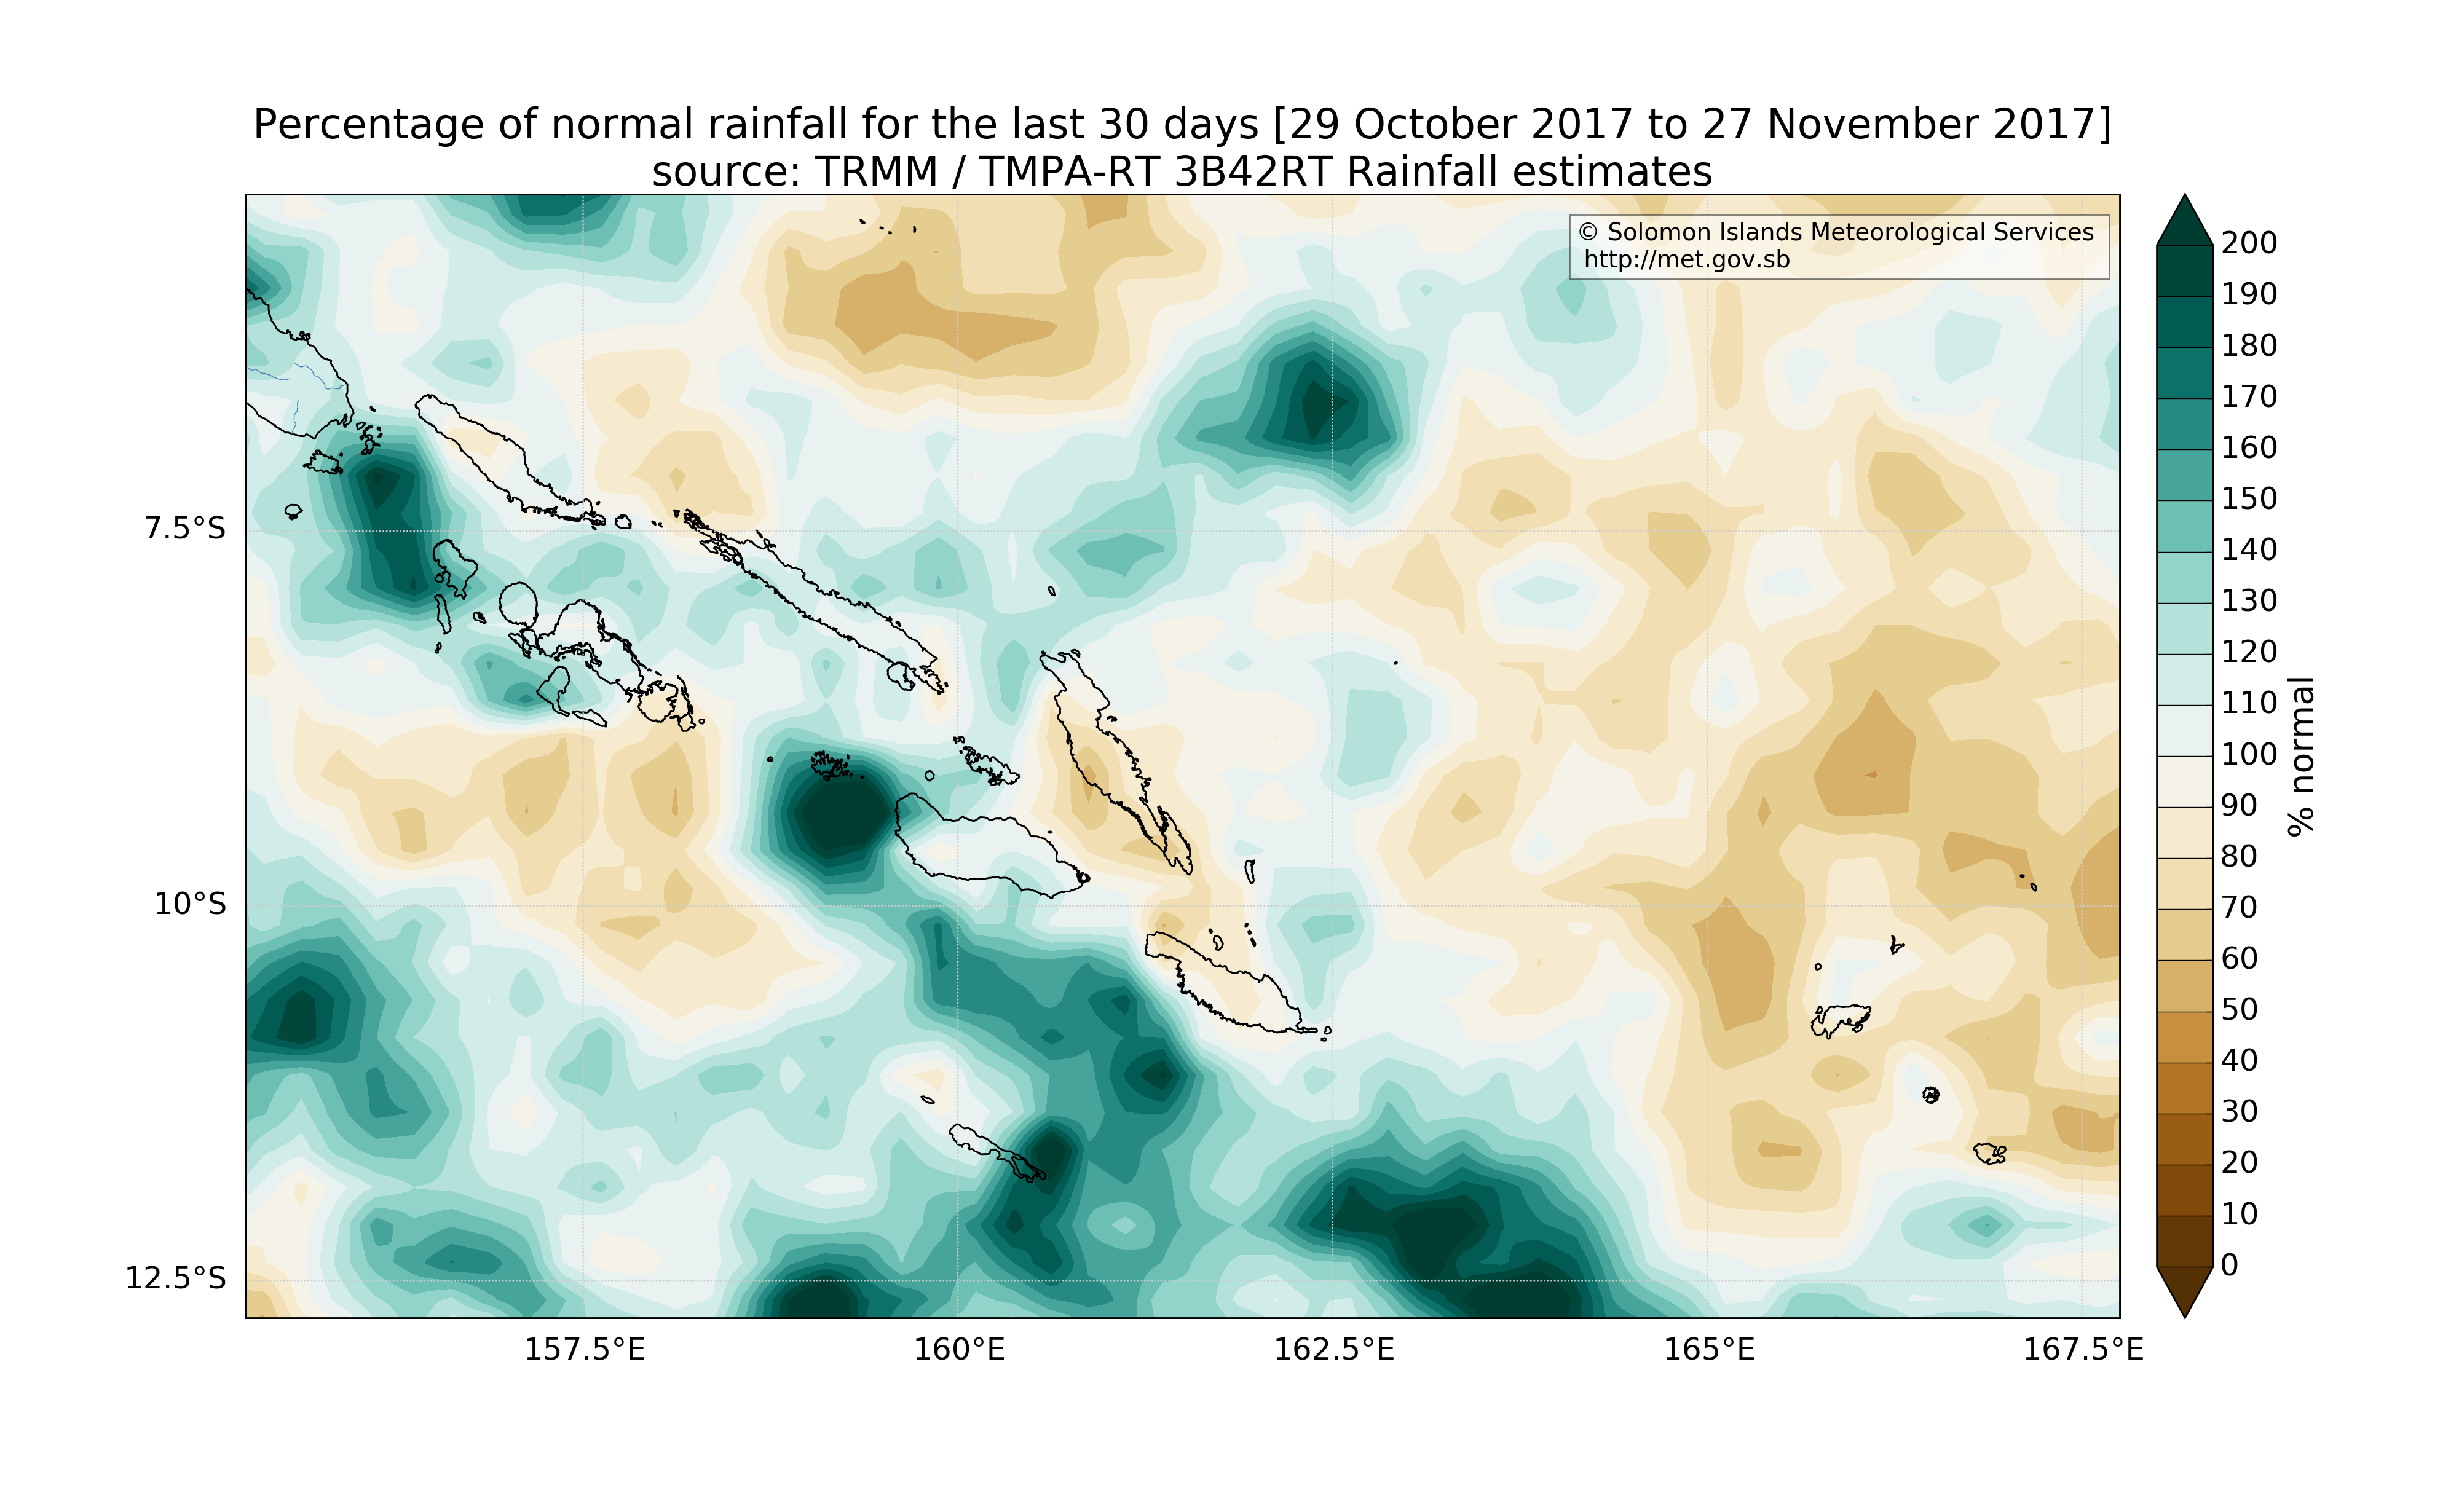 Percentage of normal rainfall for the last 30 days [29 October 2017 to 27 November 2017]
source: TRMM / TMPA-RT 3B42RT Rainfall estimates
© Solomon Islands Meteorological Services
http://met.gov.sb
7.5°S
10°S
12.5°S
157.5°E
160°E
162.5°E
165°E
167.5°E
200
190
180
170
160
150
140
130
120
110
100
90
80
70
60
50
40
30
20
10
0
% normal